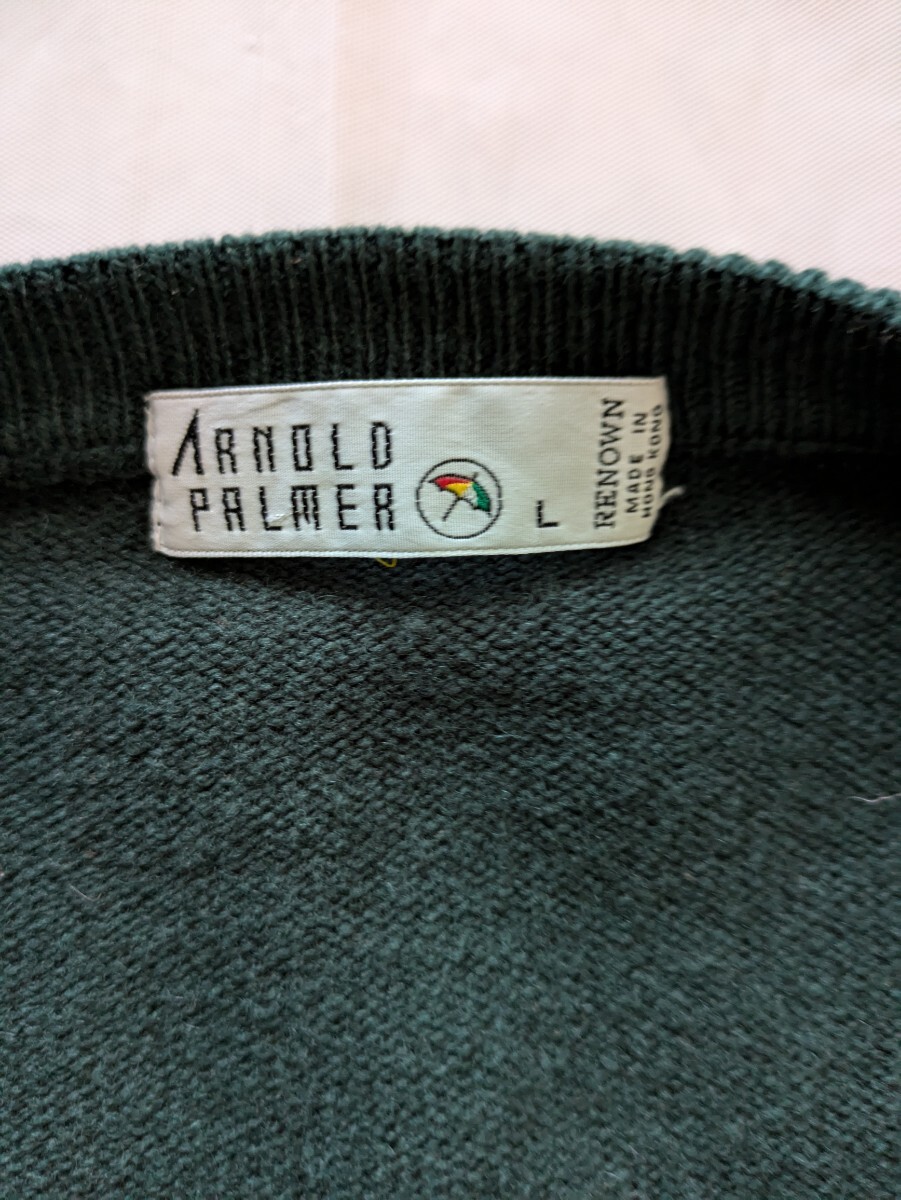 ARNOLD
PALMER
L
RENOWN
MADE IN
HONG KONG